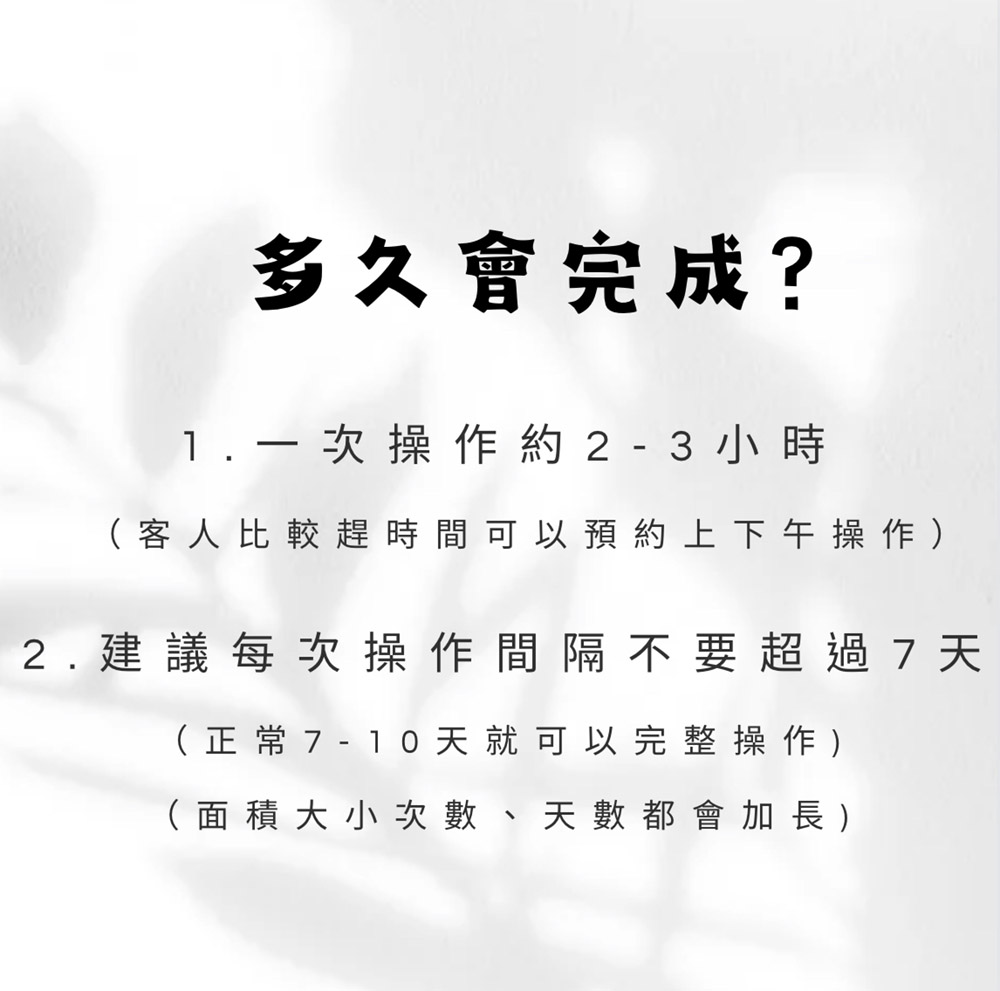 多久會完成?
1.一次操作約2-3小時
（客人比較趕時間可以預約上下午操作）
2.建議每次操作間隔不要超過7天
（正常7-10天就可以完整操作)
（面積大小次數、天數都會加長)